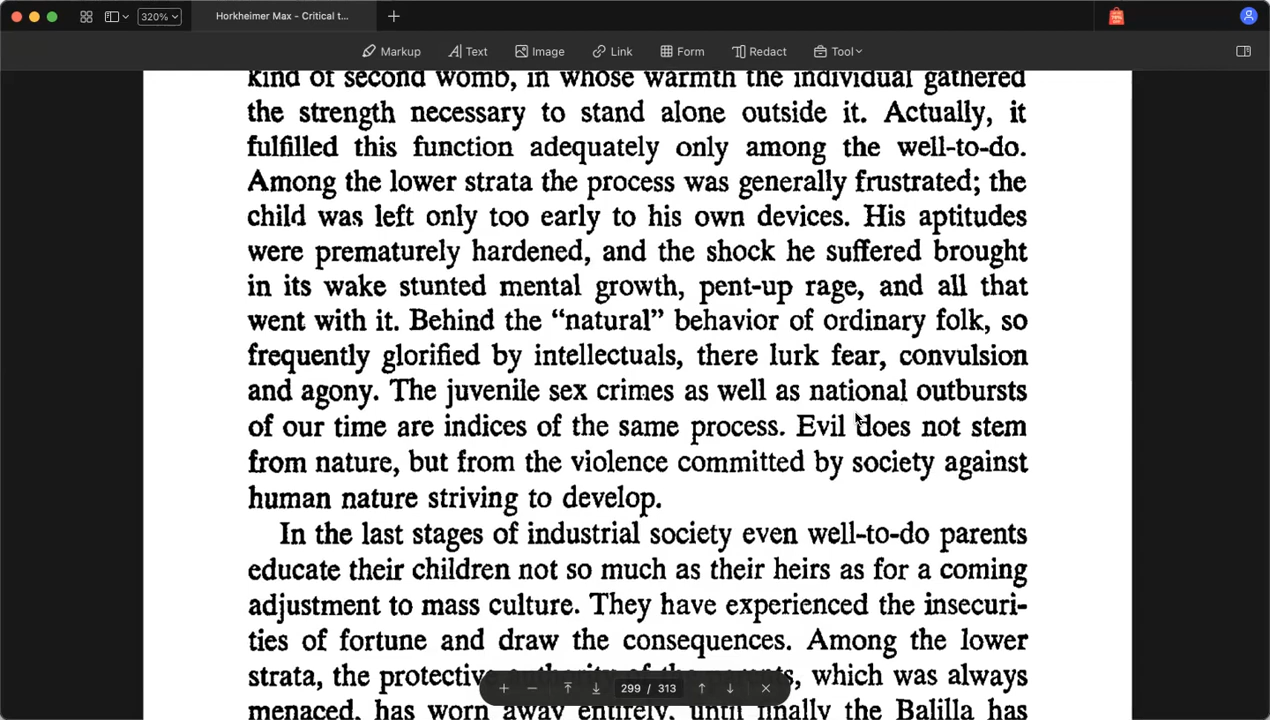 320%
Horkheimer Max - Critical t...
Markup
Text
Image
Link
Form
Redact
Tool
kind of second womb, in whose warmth the individual gathered
the strength necessary to stand alone outside it. Actually, it
fulfilled this function adequately only among the well-to-do.
Among the lower strata the process was generally frustrated; the
child was left only too early to his own devices. His aptitudes
were prematurely hardened, and the shock he suffered brought
in its wake stunted mental growth, pent-up rage, and all that
went with it. Behind the “natural” behavior of ordinary folk, so
frequently glorified by intellectuals, there lurk fear, convulsion
and agony. The juvenile sex crimes as well as national outbursts
of our time are indices of the same process. Evil does not stem
from nature, but from the violence committed by society against
human nature striving to develop.
In the last stages of industrial society even well-to-do parents
educate their children not so much as their heirs as for a coming
adjustment to mass culture. They have experienced the insecuri-
ties of fortune and draw the consequences. Among the lower
strata, the protective authority of the parents, which was always
menaced, has worn away entirely, until finally the Balilla has
299 / 313